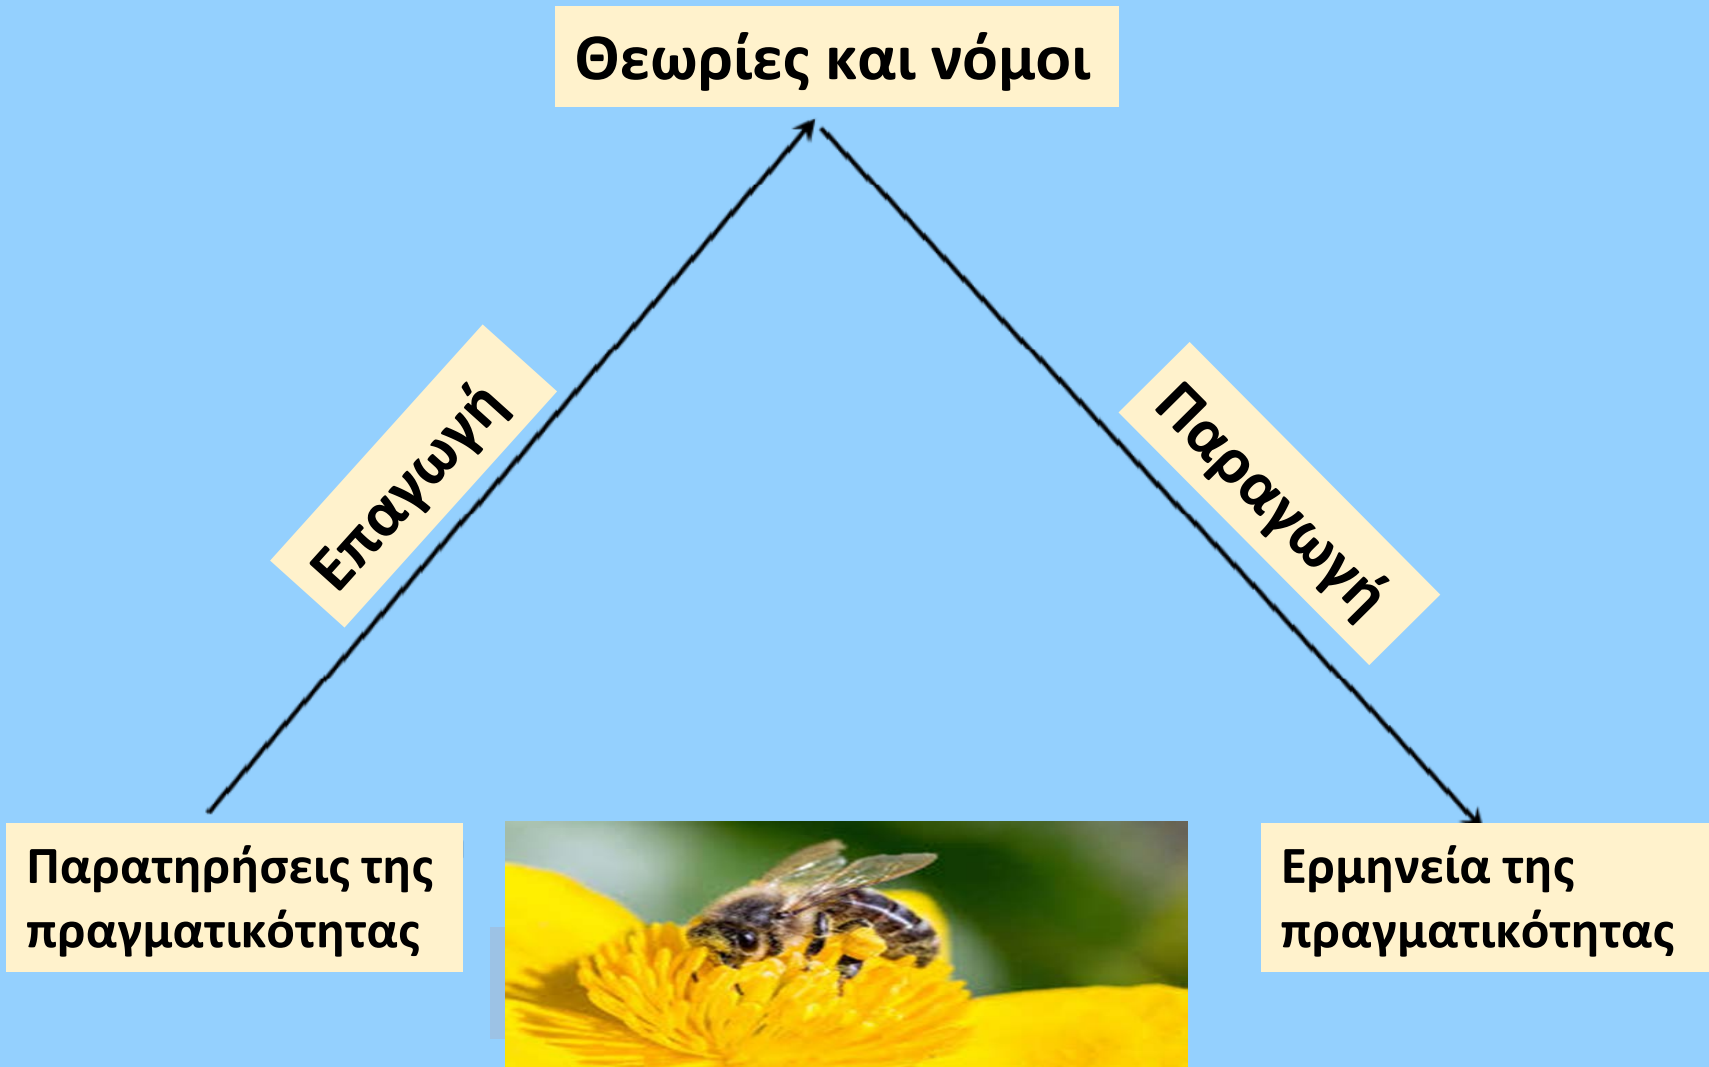 Θεωρίες και νόμοι
Επαγωγή
Παραγωγή
Παρατηρήσεις της
πραγματικότητας
Ερμηνεία της
πραγματικότητας